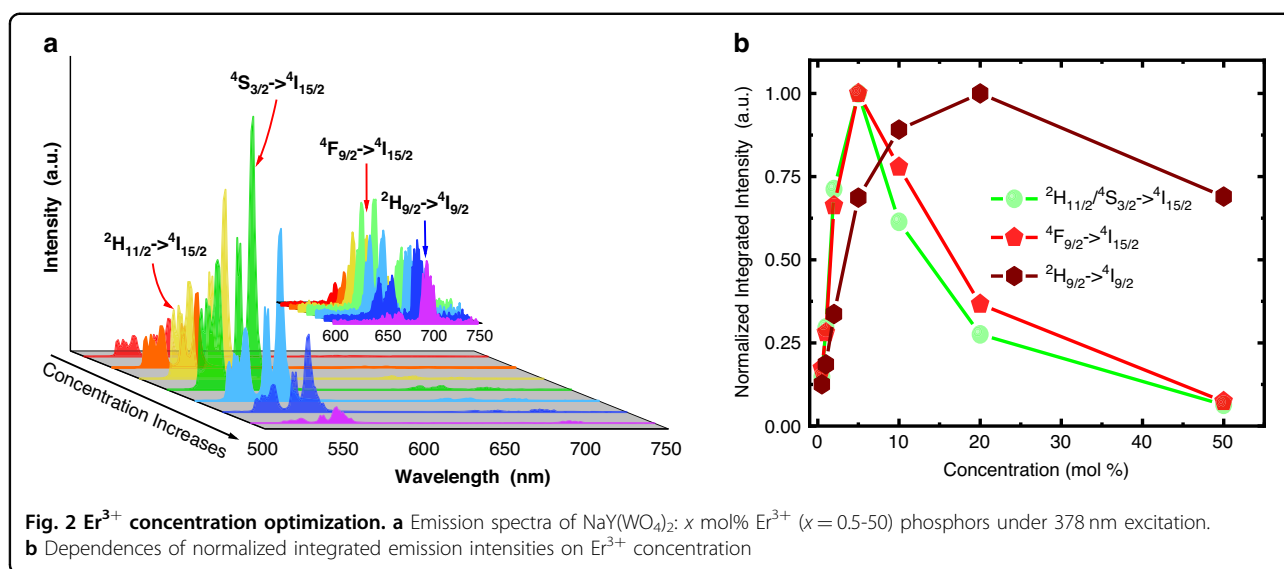 a
⁴S₃/₂->⁴I₁₅/₂
⁴F₉/₂->⁴I₁₅/₂
²H₉/₂->⁴I₉/₂
²H₁₁/₂->⁴I₁₅/₂
Intensity (a.u.)
600 650 700 750
Concentration Increases
500 550 600 650 700 750
Wavelength (nm)
b
Normalized Integrated Intensity (a.u.)
1.00
0.75
0.50
0.25
0.00
²H₁₁/₂/⁴S₃/₂->⁴I₁₅/₂
⁴F₉/₂->⁴I₁₅/₂
²H₉/₂->⁴I₉/₂
0 10 20 30 40 50
Concentration (mol %)
Fig. 2 Er³⁺ concentration optimization. a Emission spectra of NaY(WO₄)₂: x mol% Er³⁺ (x = 0.5-50) phosphors under 378 nm excitation.
b Dependences of normalized integrated emission intensities on Er³⁺ concentration